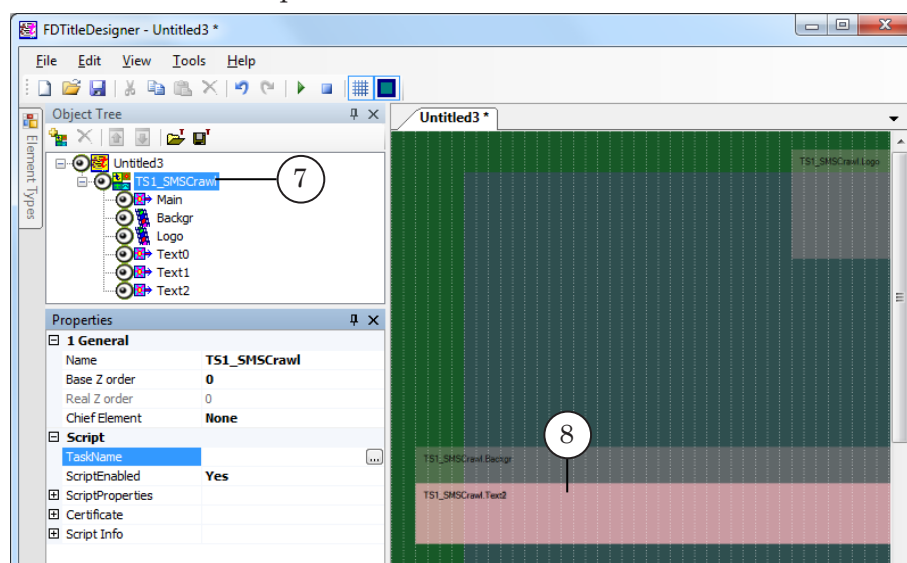 FDTitleDesigner - Untitled3 *
File Edit View Tools Help
Element Types
Object Tree
Untitled3
TS1_SMSCrawl
7
Main
Backgr
Logo
Text0
Text1
Text2
Properties
1 General
Name TS1_SMSCrawl
Base Z order 0
Real Z order 0
Chief Element None
Script
TaskName ...
ScriptEnabled Yes
ScriptProperties
Certificate
Script Info
Untitled3 *
TS1_SMSCrawl.Logo
8
TS1_SMSCrawl.Backgr
TS1_SMSCrawl.Text2